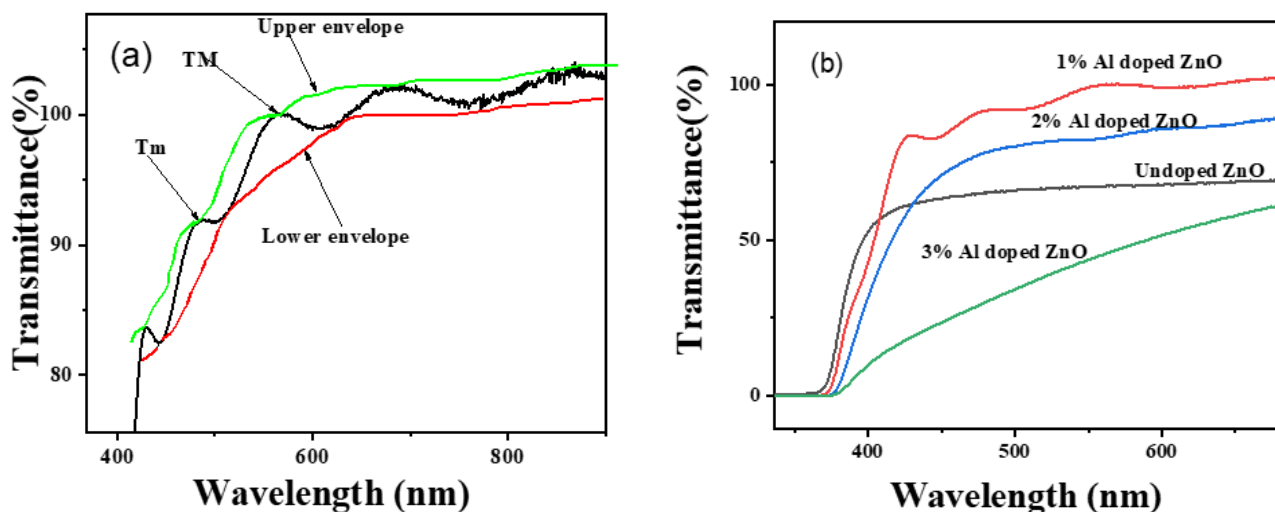 (a)
Upper envelope
TM
Tm
Lower envelope
Transmittance(%)
100
90
80
400
600
800
Wavelength (nm)
(b)
1% Al doped ZnO
2% Al doped ZnO
Undoped ZnO
3% Al doped ZnO
Transmittance(%)
100
50
0
400
500
600
Wavelength (nm)